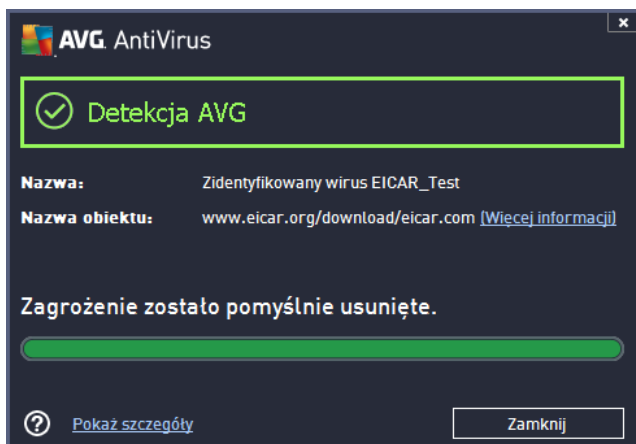 AVG. AntiVirus
Detekcja AVG
Nazwa: Zidentyfikowany wirus EICAR_Test
Nazwa obiektu: www.eicar.org/download/eicar.com (Więcej informacji)
Zagrożenie zostało pomyślnie usunięte.
? Pokaż szczegóły Zamknij